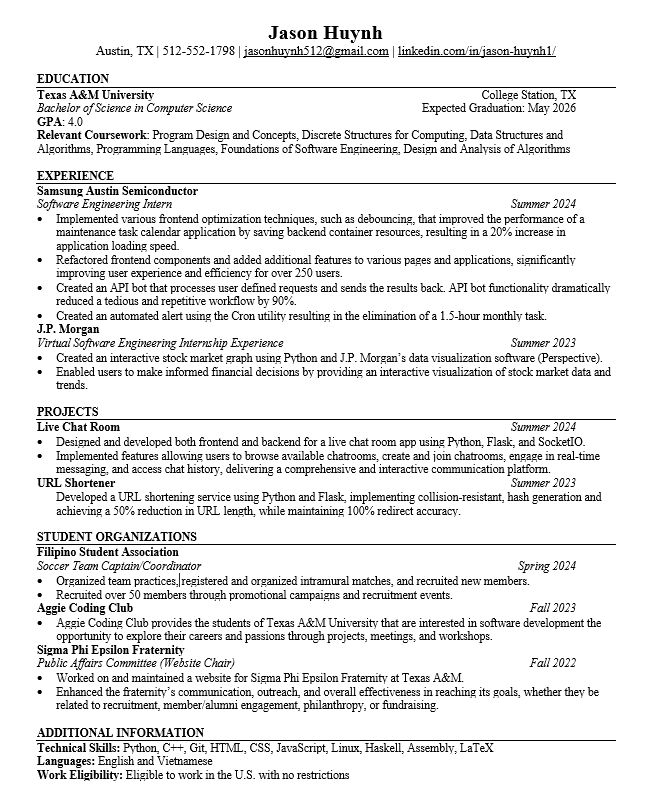 Jason Huynh
Austin, TX | 512-552-1798 | jasonhuynh512@gmail.com | linkedin.com/in/jason-huynh1/
EDUCATION
Texas A&M University College Station, TX
Bachelor of Science in Computer Science Expected Graduation: May 2026
GPA: 4.0
Relevant Coursework: Program Design and Concepts, Discrete Structures for Computing, Data Structures and
Algorithms, Programming Languages, Foundations of Software Engineering, Design and Analysis of Algorithms
EXPERIENCE
Samsung Austin Semiconductor
Software Engineering Intern Summer 2024
• Implemented various frontend optimization techniques, such as debouncing, that improved the performance of a
maintenance task calendar application by saving backend container resources, resulting in a 20% increase in
application loading speed.
• Refactored frontend components and added additional features to various pages and applications, significantly
improving user experience and efficiency for over 250 users.
• Created an API bot that processes user defined requests and sends the results back. API bot functionality dramatically
reduced a tedious and repetitive workflow by 90%.
• Created an automated alert using the Cron utility resulting in the elimination of a 1.5-hour monthly task.
J.P. Morgan
Virtual Software Engineering Internship Experience Summer 2023
• Created an interactive stock market graph using Python and J.P. Morgan's data visualization software (Perspective).
• Enabled users to make informed financial decisions by providing an interactive visualization of stock market data and
trends.
PROJECTS
Live Chat Room Summer 2024
• Designed and developed both frontend and backend for a live chat room app using Python, Flask, and SocketIO.
• Implemented features allowing users to browse available chatrooms, create and join chatrooms, engage in real-time
messaging, and access chat history, delivering a comprehensive and interactive communication platform.
URL Shortener Summer 2023
Developed a URL shortening service using Python and Flask, implementing collision-resistant, hash generation and
achieving a 50% reduction in URL length, while maintaining 100% redirect accuracy.
STUDENT ORGANIZATIONS
Filipino Student Association
Soccer Team Captain/Coordinator Spring 2024
• Organized team practices, registered and organized intramural matches, and recruited new members.
• Recruited over 50 members through promotional campaigns and recruitment events.
Aggie Coding Club Fall 2023
• Aggie Coding Club provides the students of Texas A&M University that are interested in software development the
opportunity to explore their careers and passions through projects, meetings, and workshops.
Sigma Phi Epsilon Fraternity
Public Affairs Committee (Website Chair) Fall 2022
• Worked on and maintained a website for Sigma Phi Epsilon Fraternity at Texas A&M.
• Enhanced the fraternity's communication, outreach, and overall effectiveness in reaching its goals, whether they be
related to recruitment, member/alumni engagement, philanthropy, or fundraising.
ADDITIONAL INFORMATION
Technical Skills: Python, C++, Git, HTML, CSS, JavaScript, Linux, Haskell, Assembly, LaTeX
Languages: English and Vietnamese
Work Eligibility: Eligible to work in the U.S. with no restrictions